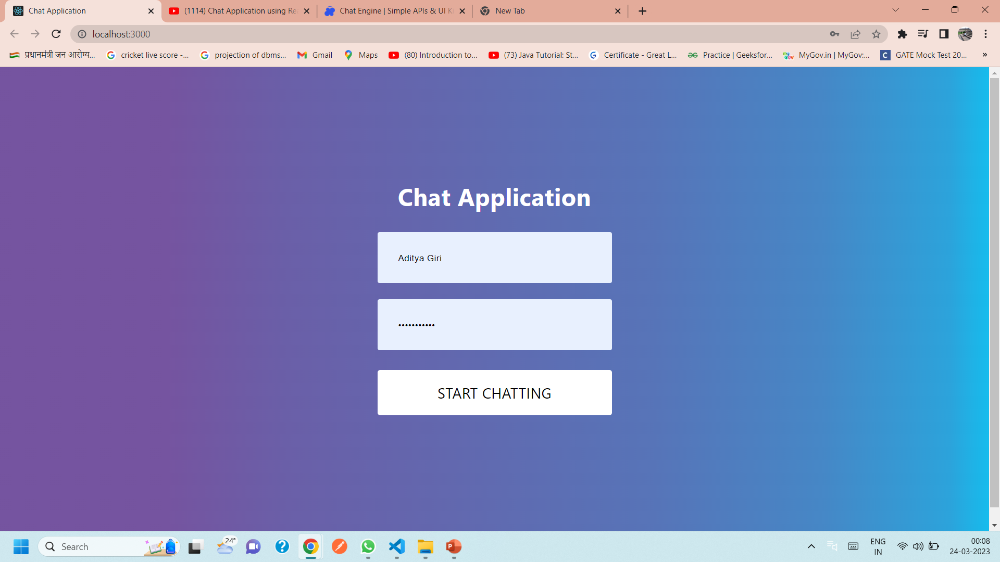 Chat Application
(1114) Chat Application using Re
Chat Engine | Simple APIs & UI Ki
New Tab
localhost:3000
प्रधानमंत्री जन आरोग्य...
cricket live score -...
projection of dbms...
Gmail
Maps
(80) Introduction to...
(73) Java Tutorial: St...
Certificate - Great L...
Practice | Geeksfor...
MyGov.in | MyGov:...
GATE Mock Test 20...
Chat Application
Aditya Giri
START CHATTING
Search
24°
ENG
IN
00:08
24-03-2023